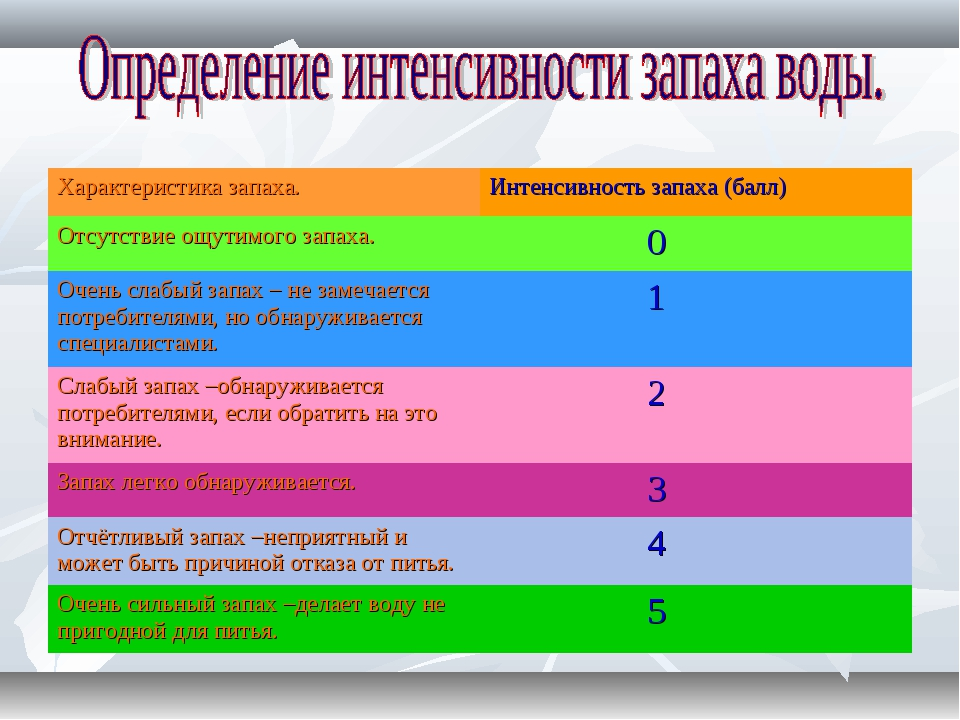 Определение интенсивности запаха воды.
Характеристика запаха.
Интенсивность запаха (балл)
Отсутствие ощутимого запаха.
0
Очень слабый запах – не замечается
потребителями, но обнаруживается
специалистами.
1
Слабый запах –обнаруживается
потребителями, если обратить на это
внимание.
2
Запах легко обнаруживается.
3
Отчётливый запах –неприятный и
может быть причиной отказа от питья.
4
Очень сильный запах –делает воду не
пригодной для питья.
5